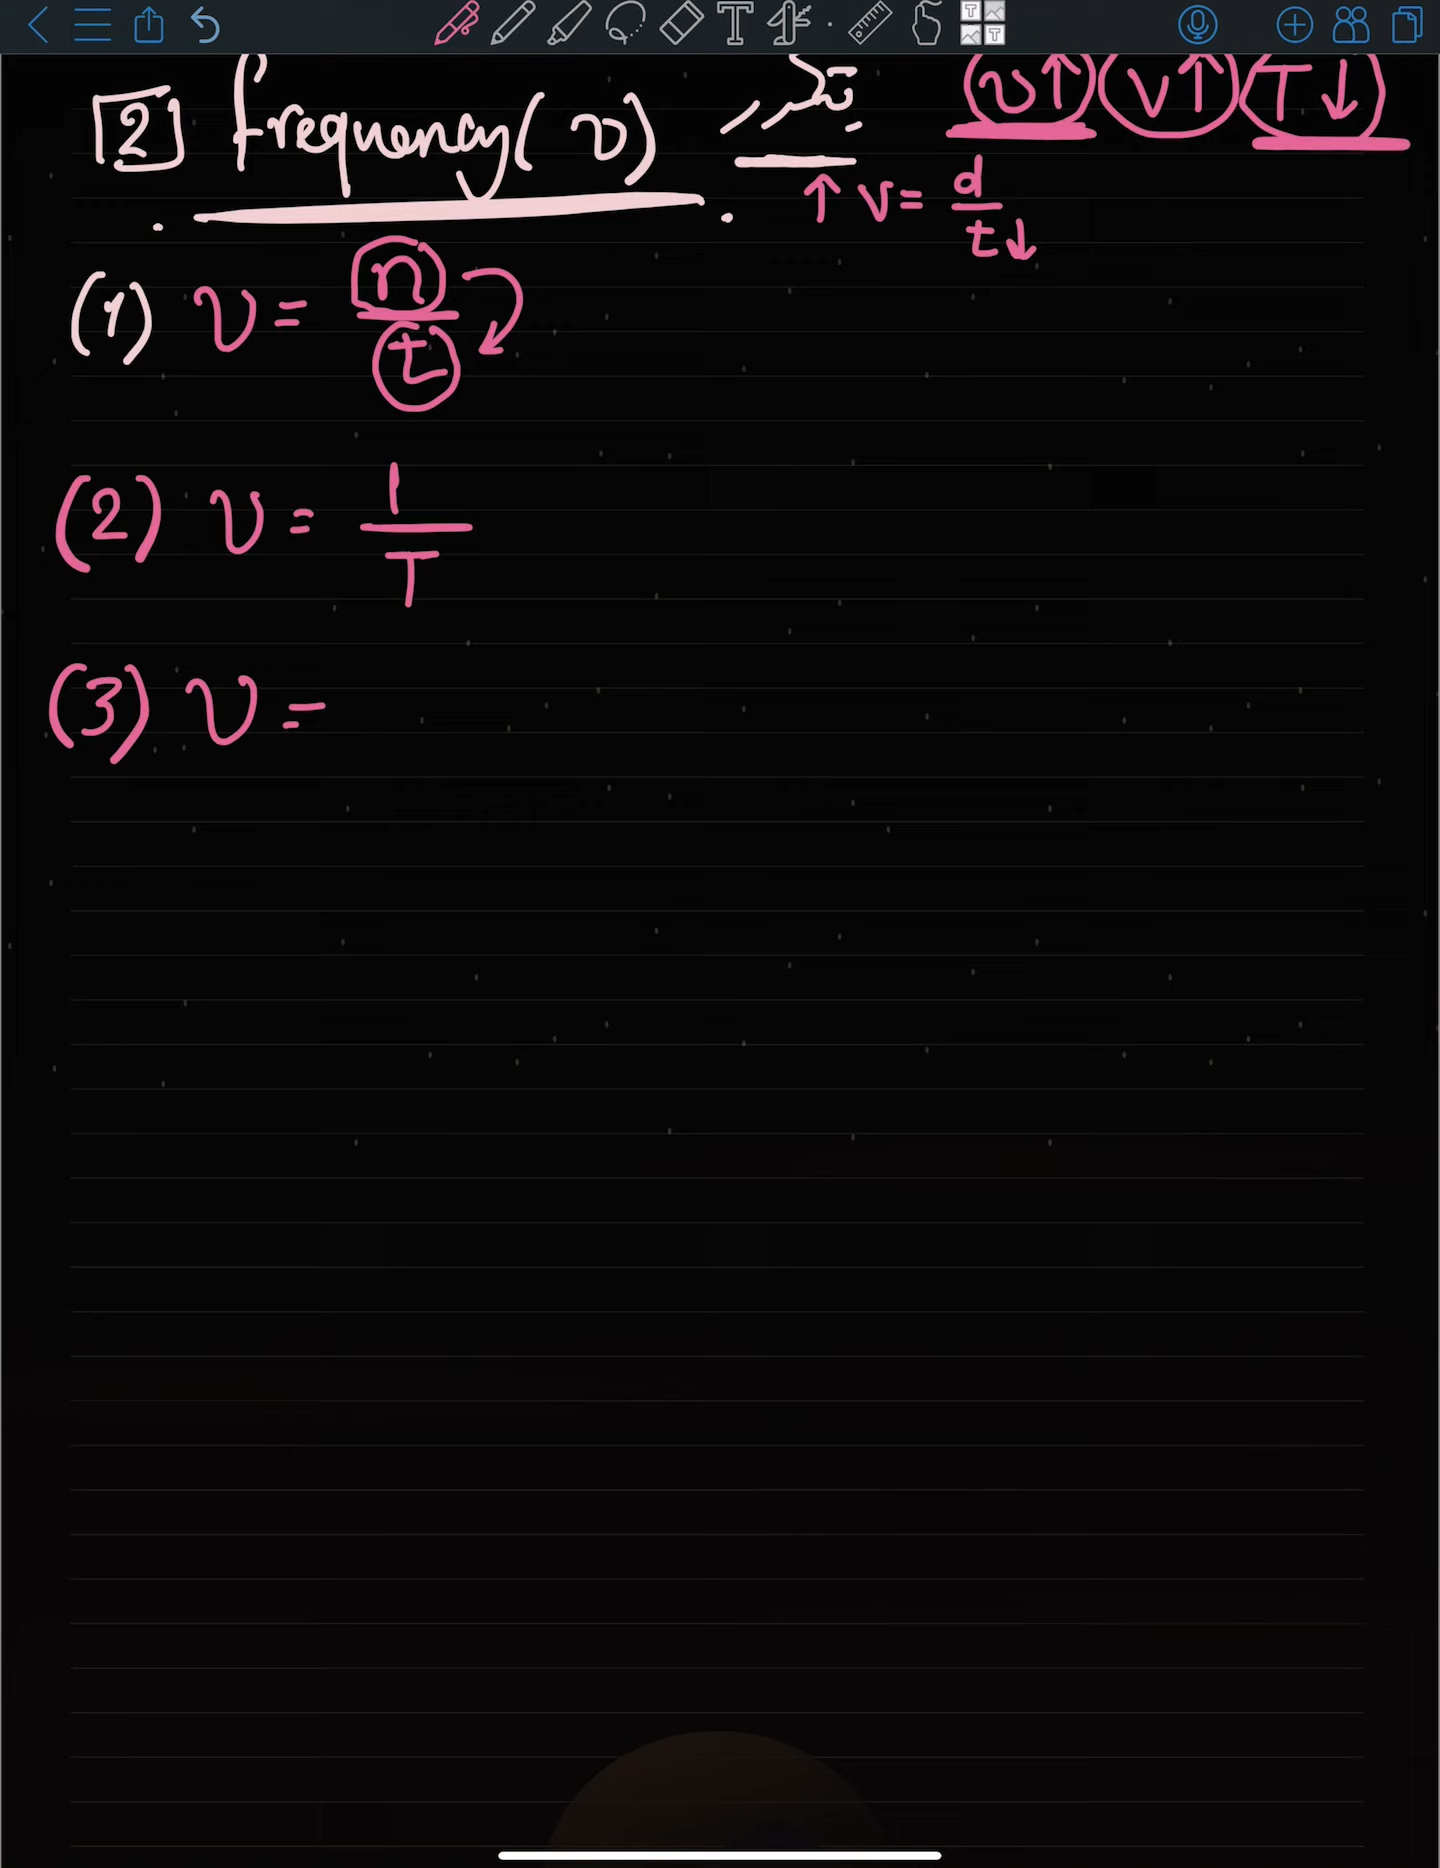 [2] frequency (ν) تردد ν↑ V↑ T↓
↑ V = d/t↓
(1) ν = n/t
(2) ν = 1/T
(3) ν =